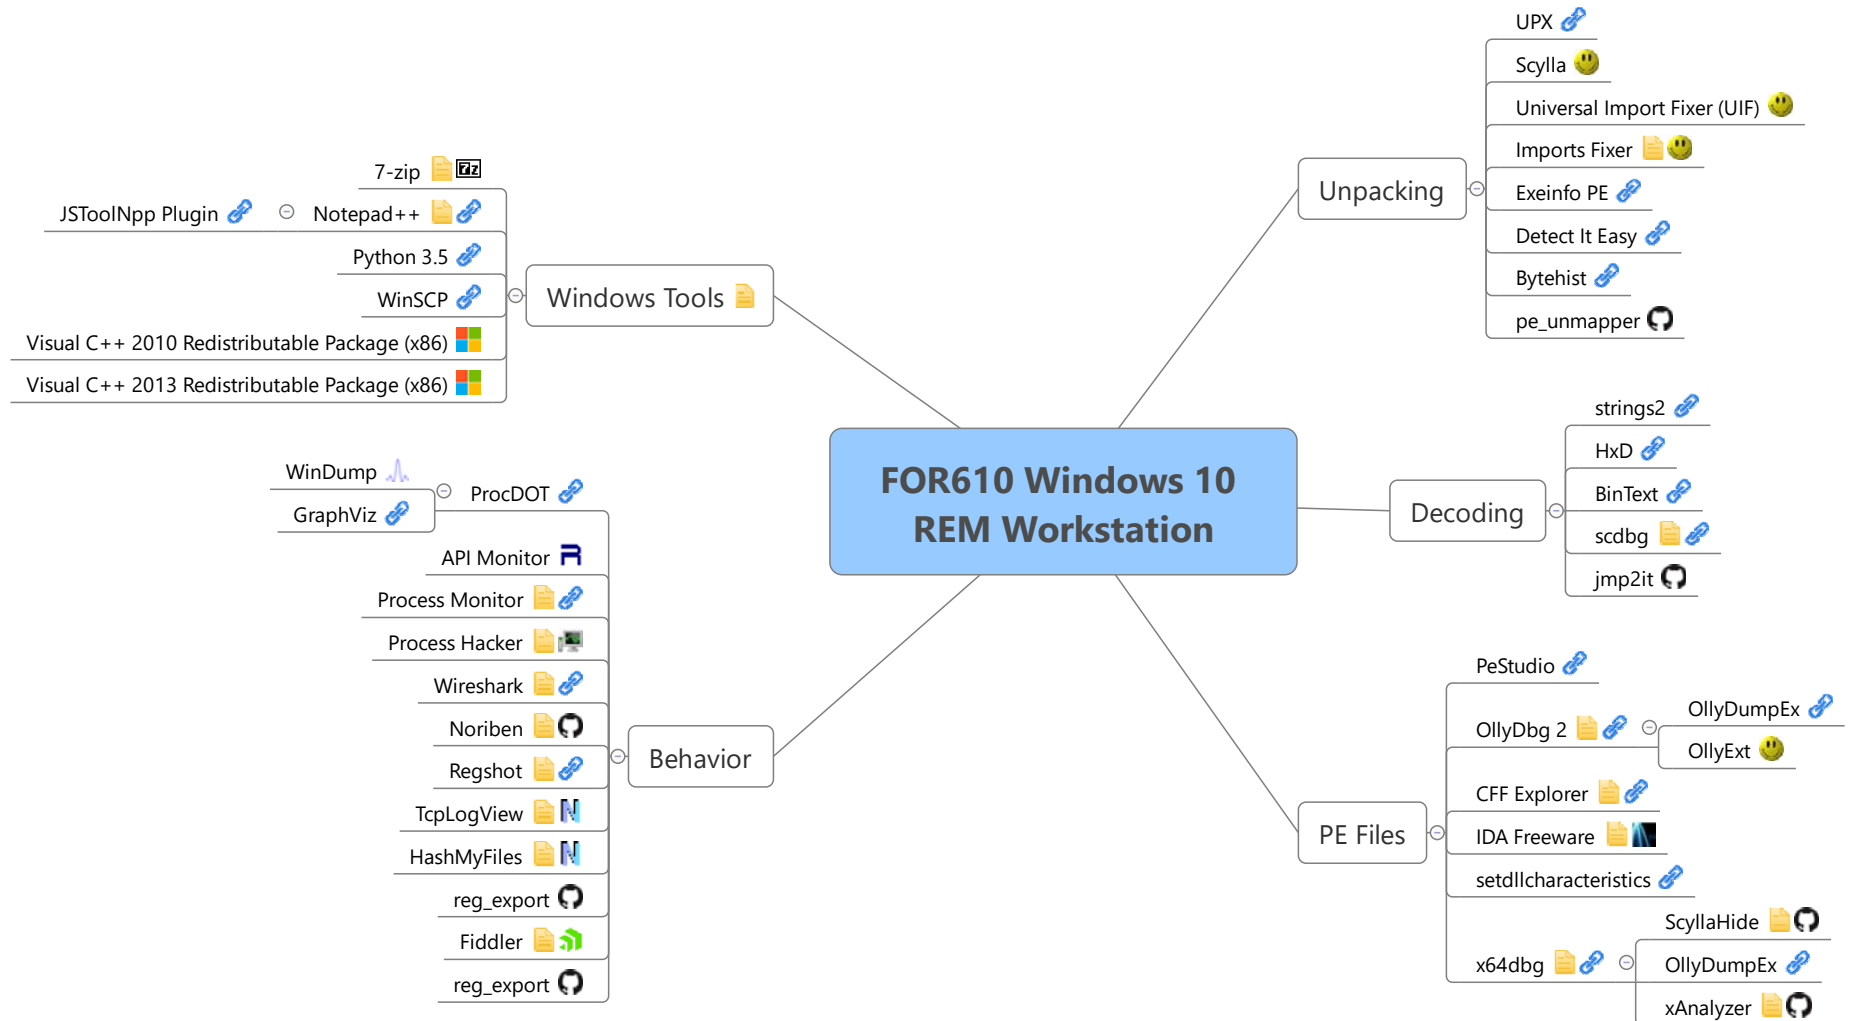 FOR610 Windows 10
REM Workstation
Windows Tools
7-zip
7z
Notepad++
JSToolNpp Plugin
Python 3.5
WinSCP
Visual C++ 2010 Redistributable Package (x86)
Visual C++ 2013 Redistributable Package (x86)
Behavior
ProcDOT
WinDump
GraphViz
API Monitor
Process Monitor
Process Hacker
Wireshark
Noriben
Regshot
TcpLogView
HashMyFiles
reg_export
Fiddler
reg_export
Unpacking
UPX
Scylla
Universal Import Fixer (UIF)
Imports Fixer
Exeinfo PE
Detect It Easy
Bytehist
pe_unmapper
Decoding
strings2
HxD
BinText
scdbg
jmp2it
PE Files
PeStudio
OllyDbg 2
OllyDumpEx
OllyExt
CFF Explorer
IDA Freeware
setdllcharacteristics
x64dbg
ScyllaHide
OllyDumpEx
xAnalyzer